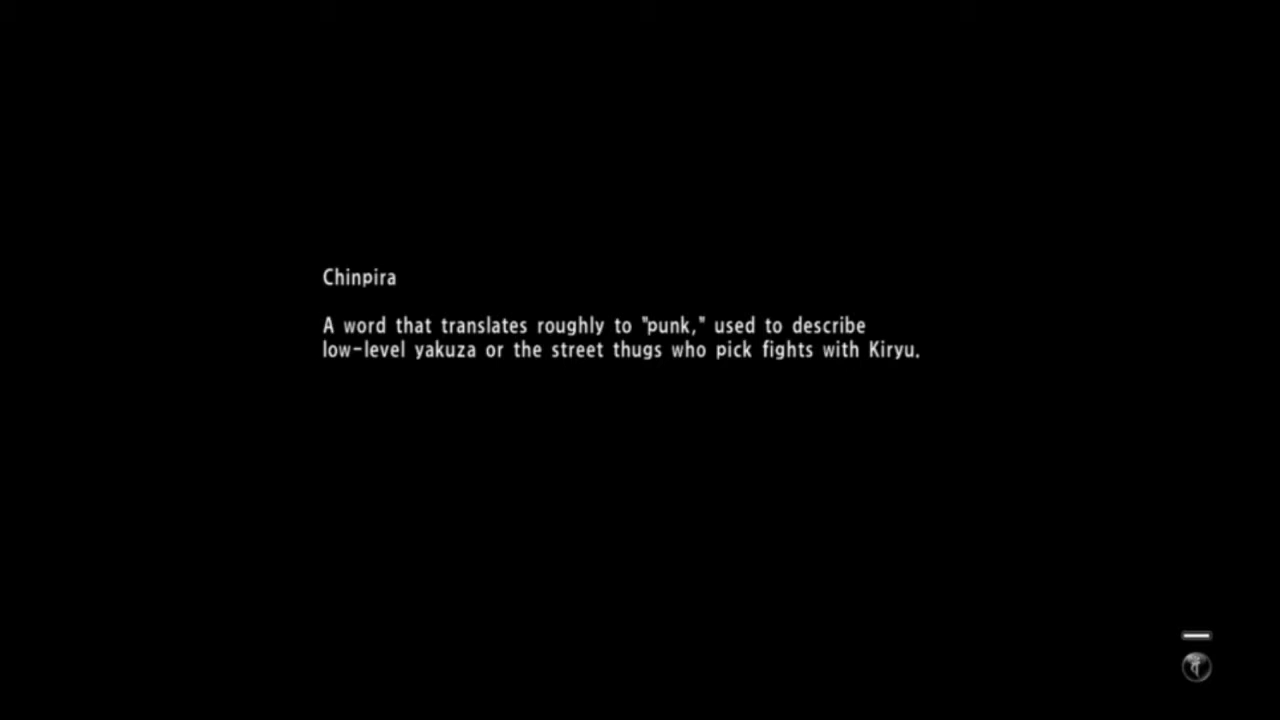 Chinpira
A word that translates roughly to "punk," used to describe
low-level yakuza or the street thugs who pick fights with Kiryu.